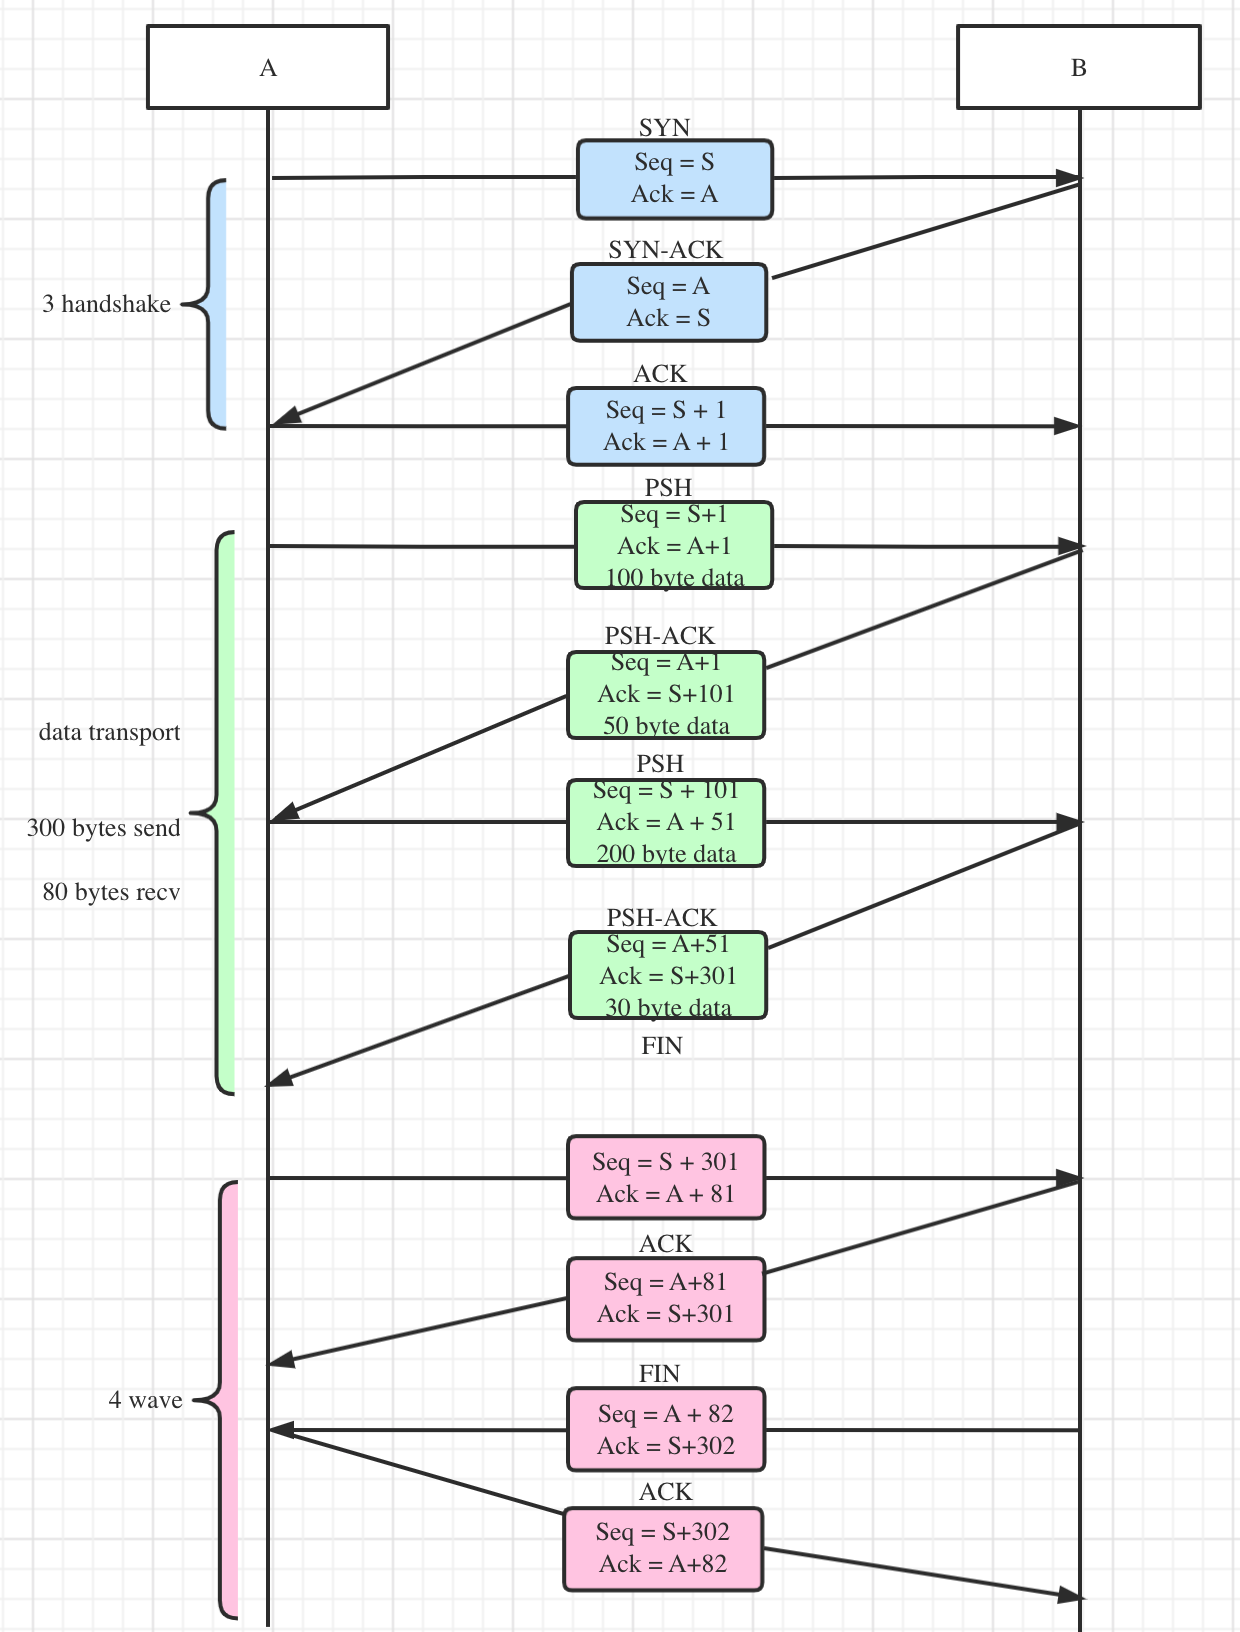 A
B
SYN
Seq = S
Ack = A
SYN-ACK
Seq = A
Ack = S
3 handshake
ACK
Seq = S + 1
Ack = A + 1
PSH
Seq = S+1
Ack = A+1
100 byte data
PSH-ACK
Seq = A+1
Ack = S+101
50 byte data
data transport
300 bytes send
80 bytes recv
PSH
Seq = S + 101
Ack = A + 51
200 byte data
PSH-ACK
Seq = A+51
Ack = S+301
30 byte data
FIN
Seq = S + 301
Ack = A + 81
ACK
Seq = A+81
Ack = S+301
4 wave
FIN
Seq = A + 82
Ack = S+302
ACK
Seq = S+302
Ack = A+82